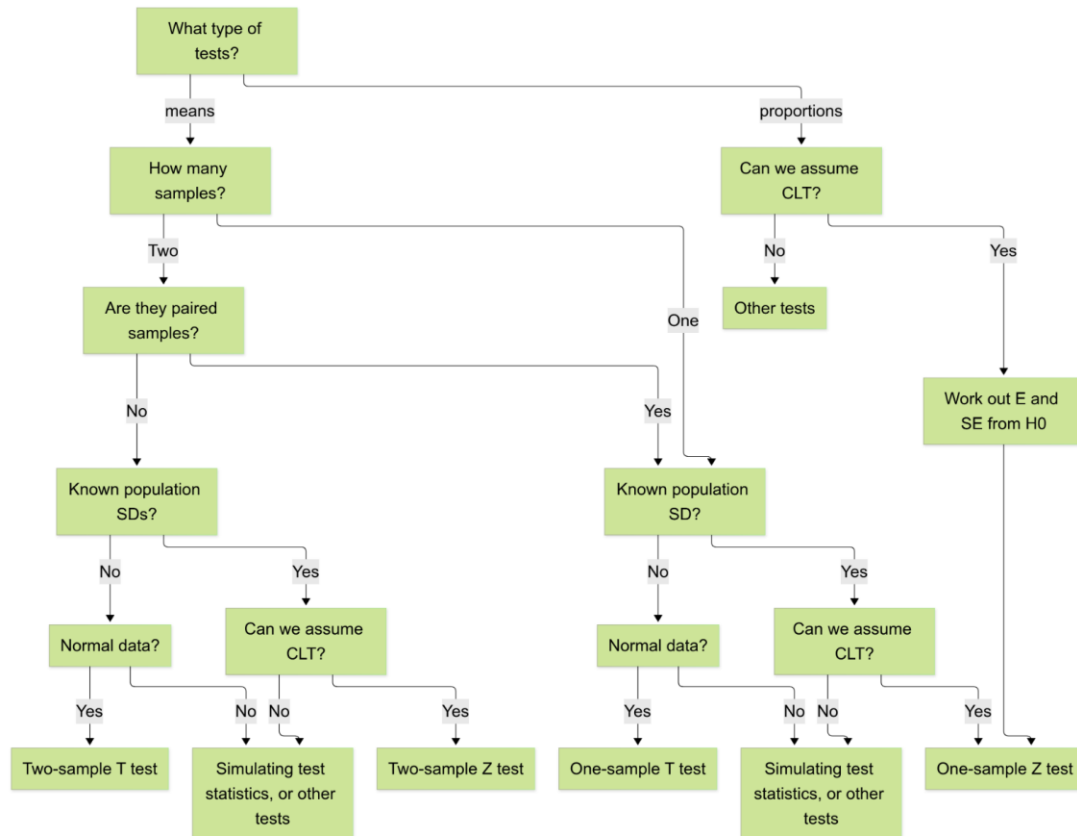 What type of
tests?
means
proportions
How many
samples?
Can we assume
CLT?
Two
No
Yes
Are they paired
samples?
One
Other tests
No
Yes
Work out E and
SE from H0
Known population
SDs?
Known population
SD?
No
Yes
No
Yes
Normal data?
Can we assume
CLT?
Normal data?
Can we assume
CLT?
Yes
No
No
Yes
Yes
No
No
Yes
Two-sample T test
Simulating test
statistics, or other
tests
Two-sample Z test
One-sample T test
Simulating test
statistics, or other
tests
One-sample Z test